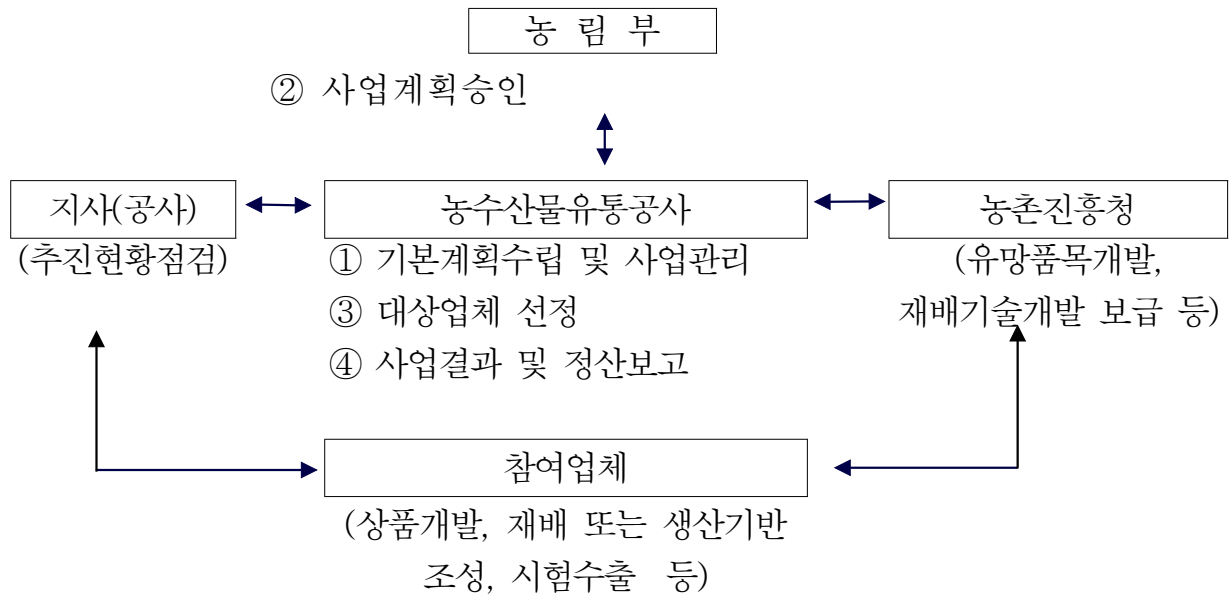 농 림 부
② 사업계획승인
지사(공사)
(추진현황점검)
농수산물유통공사
① 기본계획수립 및 사업관리
③ 대상업체 선정
④ 사업결과 및 정산보고
농촌진흥청
(유망품목개발,
재배기술개발 보급 등)
참여업체
(상품개발, 재배 또는 생산기반
조성, 시험수출 등)